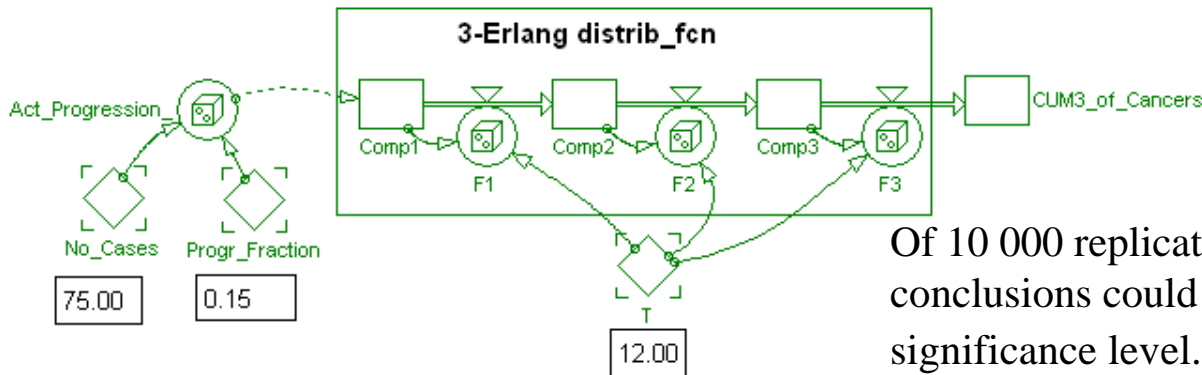 3-Erlang distrib_fcn
Act_Progression_
CUM3_of_Cancers
Comp1
Comp2
Comp3
F1
F2
F3
No_Cases
Progr_Fraction
75.00
0.15
T
12.00
Of 10 000 replicat
conclusions could
significance level.